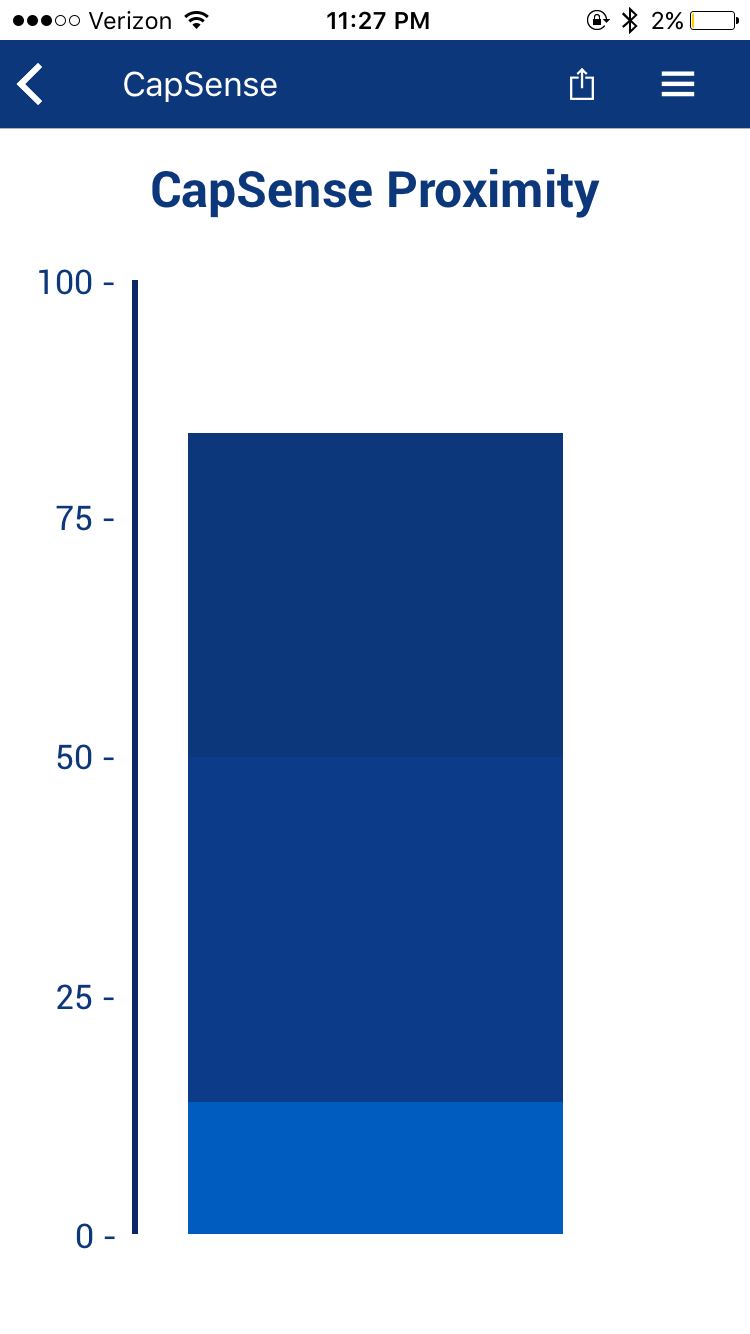 Verizon 11:27 PM 2%
CapSense
CapSense Proximity
100 -
75 -
50 -
25 -
0 -